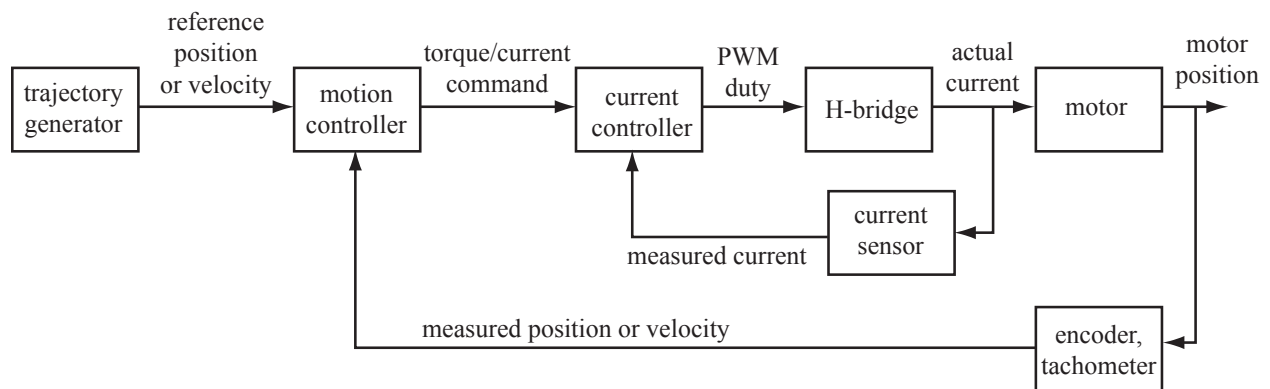 reference
position
or velocity
trajectory
generator
motion
controller
torque/current
command
current
controller
PWM
duty
H-bridge
actual
current
motor
motor
position
current
sensor
measured current
measured position or velocity
encoder,
tachometer